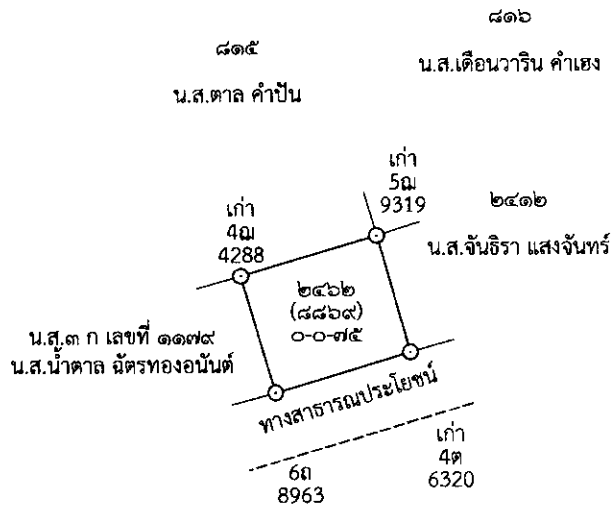 ๘๑๖
๘๑๕
น.ส.เดือนวาริน คำเฮง
น.ส.ตาล คำปัน
เก่า
5ฌ
9319
๒๔๑๒
เก่า
4ฌ
4288
น.ส.จันธิรา แสงจันทร์
๒๔๖๒
(๘๘๖๙)
๐-๐-๗๕
น.ส.๓ ก เลขที่ ๑๑๗๙
น.ส.น้ำตาล ฉัตรทองอนันต์
ทางสาธารณประโยชน์
เก่า
4ต
6320
6ถ
8963